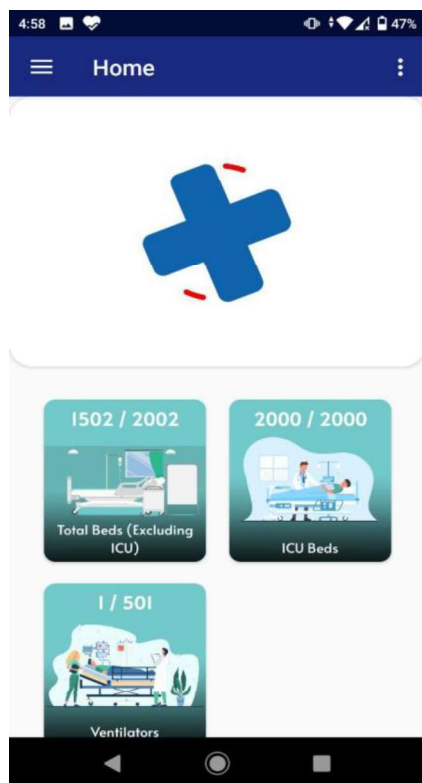 4:58 47%
Home
1502 / 2002
Total Beds (Excluding
ICU)
2000 / 2000
ICU Beds
1 / 501
Ventilators